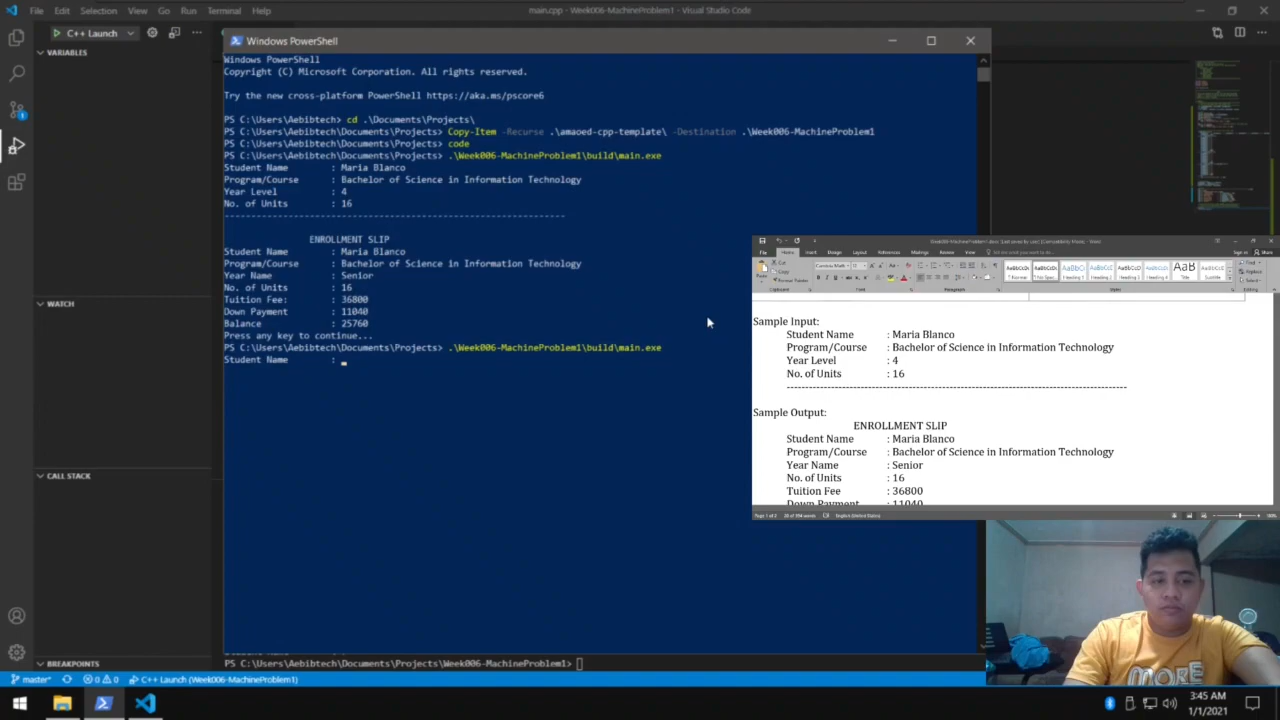 File Edit Selection View Go Run Terminal Help
main.cpp - Week006-MachineProblem1 - Visual Studio Code
C++ Launch
VARIABLES
WATCH
CALL STACK
BREAKPOINTS
Windows PowerShell
Windows PowerShell
Copyright (C) Microsoft Corporation. All rights reserved.
Try the new cross-platform PowerShell https://aka.ms/pscore6
PS C:\Users\Aebibtech> cd .\Documents\Projects\
PS C:\Users\Aebibtech\Documents\Projects> Copy-Item -Recurse .\amaoed-cpp-template\ -Destination .\Week006-MachineProblem1
PS C:\Users\Aebibtech\Documents\Projects> code
PS C:\Users\Aebibtech\Documents\Projects> .\Week006-MachineProblem1\build\main.exe
Student Name : Maria Blanco
Program/Course : Bachelor of Science in Information Technology
Year Level : 4
No. of Units : 16
---------------------------------------------------------------
ENROLLMENT SLIP
Student Name : Maria Blanco
Program/Course : Bachelor of Science in Information Technology
Year Name : Senior
No. of Units : 16
Tuition Fee: : 36800
Down Payment : 11040
Balance : 25760
Press any key to continue...
PS C:\Users\Aebibtech\Documents\Projects> .\Week006-MachineProblem1\build\main.exe
Student Name : _
Sample Input:
Student Name : Maria Blanco
Program/Course : Bachelor of Science in Information Technology
Year Level : 4
No. of Units : 16
---------------------------------------------------------------
Sample Output:
ENROLLMENT SLIP
Student Name : Maria Blanco
Program/Course : Bachelor of Science in Information Technology
Year Name : Senior
No. of Units : 16
Tuition Fee : 36800
Down Payment : 11040
MORE
PS C:\Users\Aebibtech\Documents\Projects\Week006-MachineProblem1>
master* 0 0 C++ Launch (Week006-MachineProblem1)
3:45 AM
1/1/2021